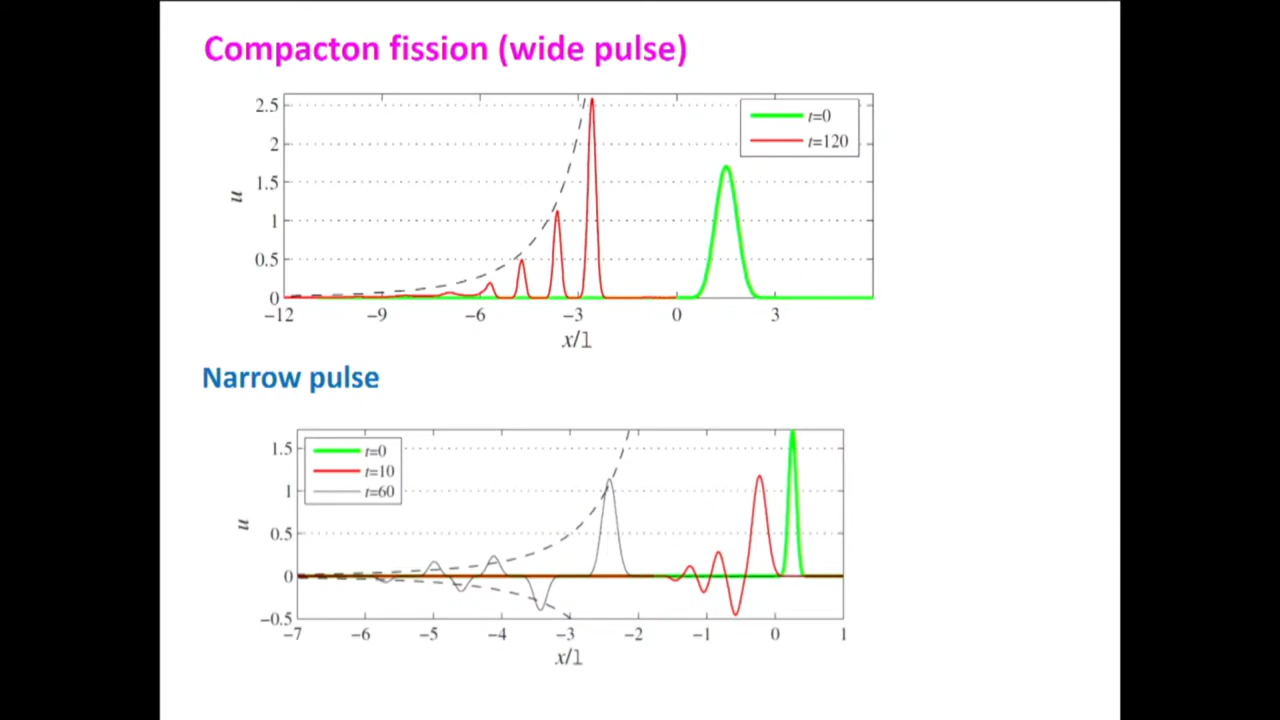 Compacton fission (wide pulse)
2.5
2
1.5
1
0.5
0
u
t=0
t=120
−12 −9 −6 −3 0 3
x/l
Narrow pulse
1.5
1
0.5
0
−0.5
u
t=0
t=10
t=60
−7 −6 −5 −4 −3 −2 −1 0 1
x/l